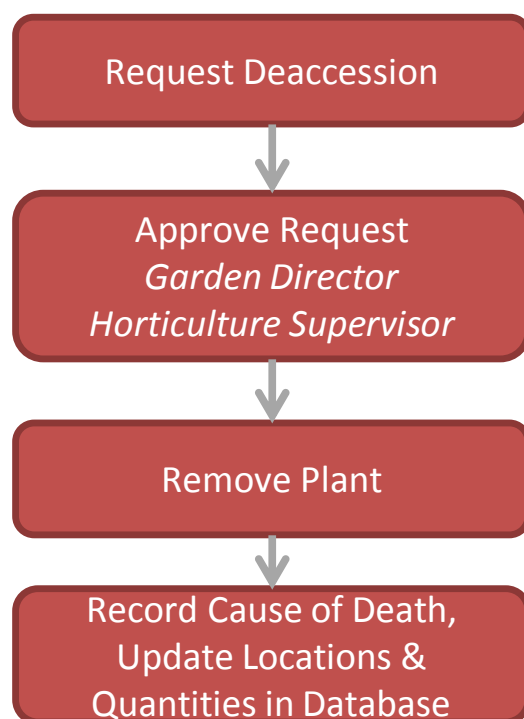 Request Deaccession
Approve Request
Garden Director
Horticulture Supervisor
Remove Plant
Record Cause of Death,
Update Locations &
Quantities in Database